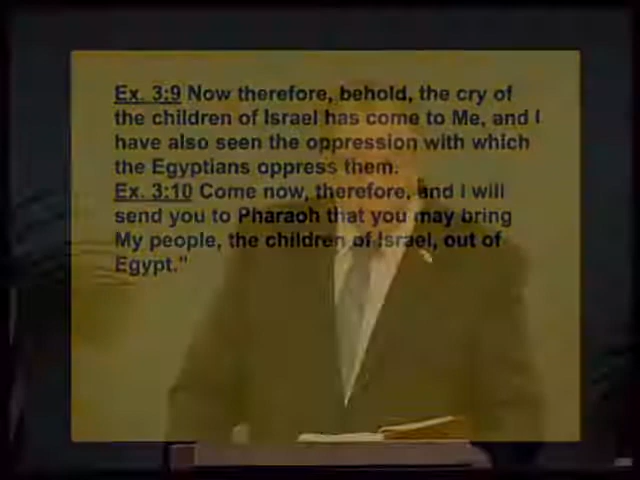 Ex. 3:9 Now therefore, behold, the cry of
the children of Israel has come to Me, and I
have also seen the oppression with which
the Egyptians oppress them.
Ex. 3:10 Come now, therefore, and I will
send you to Pharaoh that you may bring
My people, the children of Israel, out of
Egypt."